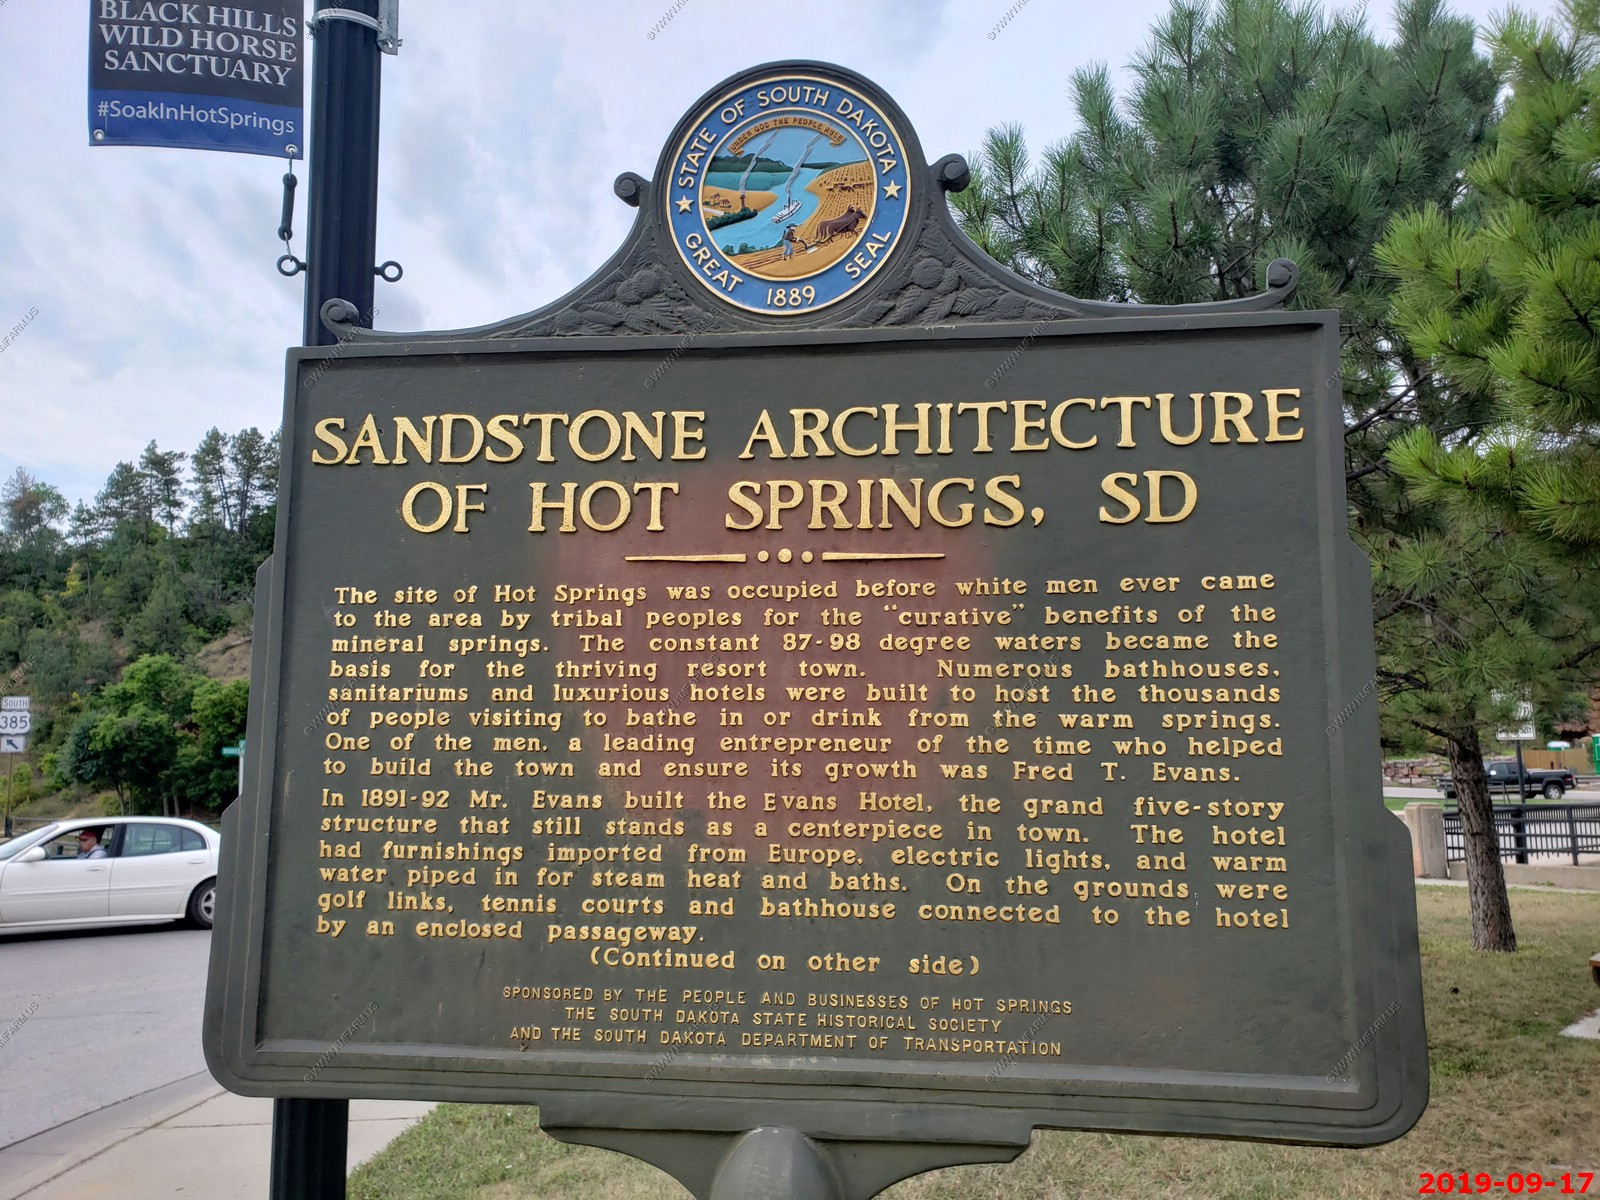 BLACK HILLS
WILD HORSE
SANCTUARY
#SoakInHotSprings
STATE OF SOUTH DAKOTA
UNDER GOD THE PEOPLE RULE
GREAT SEAL
1889
SANDSTONE ARCHITECTURE
OF HOT SPRINGS, SD
The site of Hot Springs was occupied before white men ever came
to the area by tribal peoples for the "curative" benefits of the
mineral springs. The constant 87-98 degree waters became the
basis for the thriving resort town. Numerous bathhouses,
sanitariums and luxurious hotels were built to host the thousands
of people visiting to bathe in or drink from the warm springs.
One of the men, a leading entrepreneur of the time who helped
to build the town and ensure its growth was Fred T. Evans.
In 1891-92 Mr. Evans built the Evans Hotel, the grand five-story
structure that still stands as a centerpiece in town. The hotel
had furnishings imported from Europe, electric lights, and warm
water piped in for steam heat and baths. On the grounds were
golf links, tennis courts and bathhouse connected to the hotel
by an enclosed passageway.
(Continued on other side)
SPONSORED BY THE PEOPLE AND BUSINESSES OF HOT SPRINGS
THE SOUTH DAKOTA STATE HISTORICAL SOCIETY
AND THE SOUTH DAKOTA DEPARTMENT OF TRANSPORTATION
SOUTH
385
2019-09-17